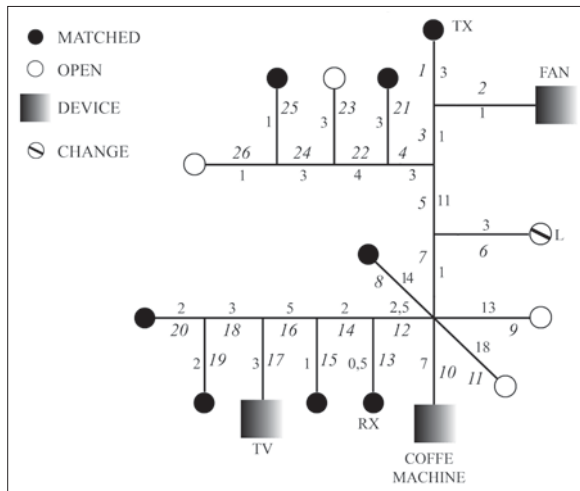 MATCHED
OPEN
DEVICE
CHANGE
TX
1 3
2
FAN
1
25
23
21
1
3
3
3 1
26 24 22 4
1 3 4 3
5 11
3
L
6
7 1
8 14
2 3 5 2 2,5
13
20 18 16 14 12
9
18
2 19
3 17
1 15
0,5 13
7 10 11
TV
RX
COFFE
MACHINE